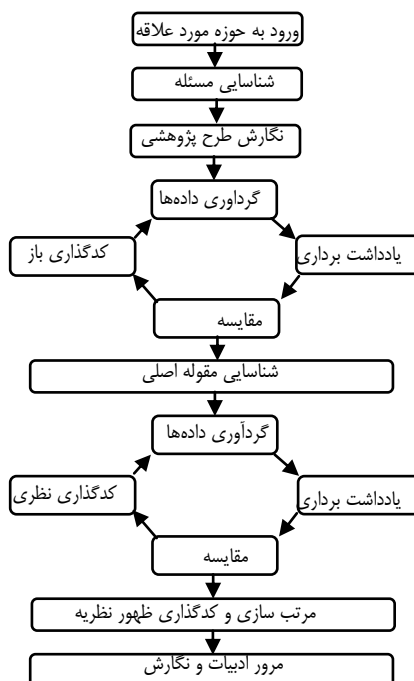 ورود به حوزه مورد علاقه
شناسایی مسئله
نگارش طرح پژوهشی
گرداوری داده‌ها
کدگذاری باز
یادداشت برداری
مقایسه
شناسایی مقوله اصلی
گردآوری داده‌ها
کدگذاری نظری
یادداشت برداری
مقایسه
مرتب سازی و کدگذاری ظهور نظریه
مرور ادبیات و نگارش